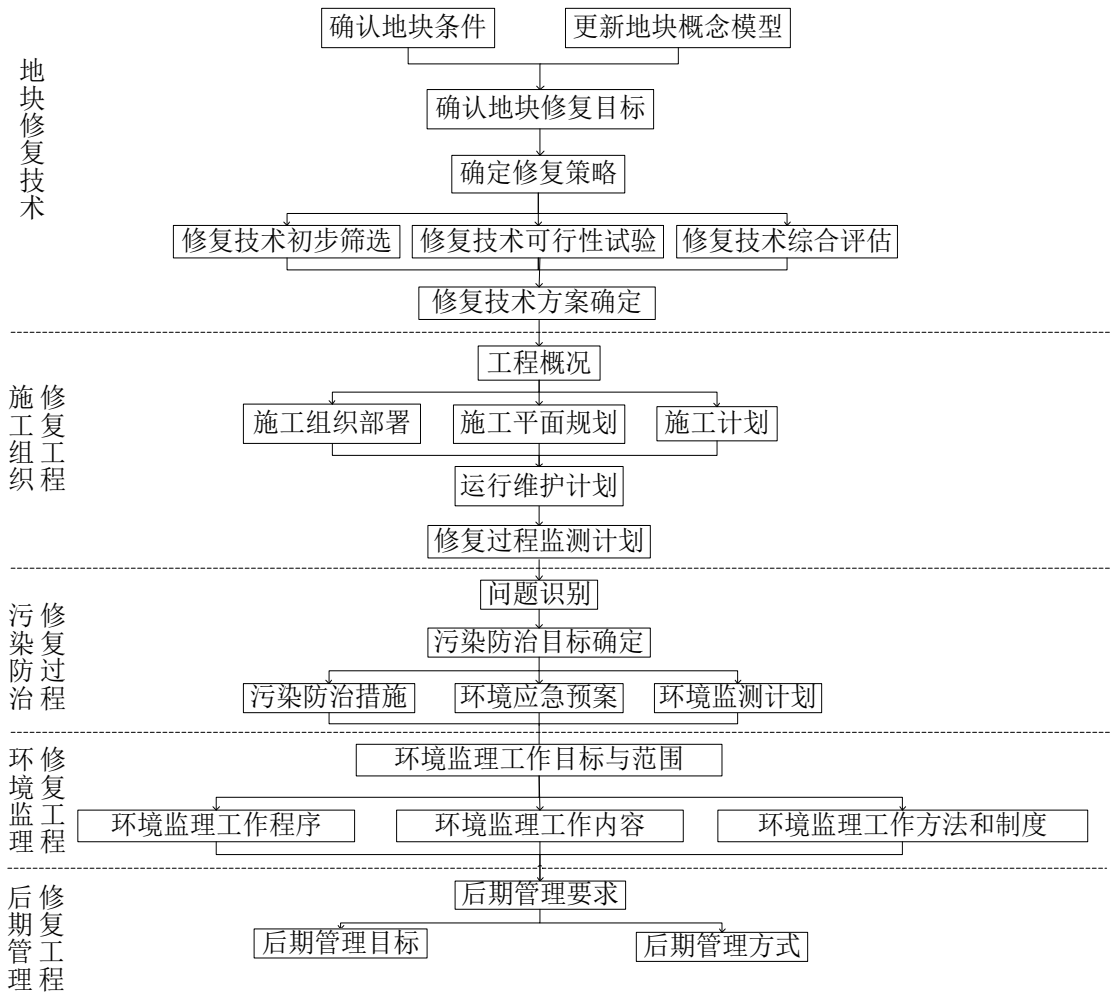 确认地块条件
更新地块概念模型
地块修复技术
确认地块修复目标
确定修复策略
修复技术初步筛选
修复技术可行性试验
修复技术综合评估
修复技术方案确定
修复工程
施工组织
工程概况
施工组织部署
施工平面规划
施工计划
运行维护计划
修复过程监测计划
修复过程
污染防治
问题识别
污染防治目标确定
污染防治措施
环境应急预案
环境监测计划
修复工程
环境监理
环境监理工作目标与范围
环境监理工作程序
环境监理工作内容
环境监理工作方法和制度
修复工程
后期管理
后期管理要求
后期管理目标
后期管理方式